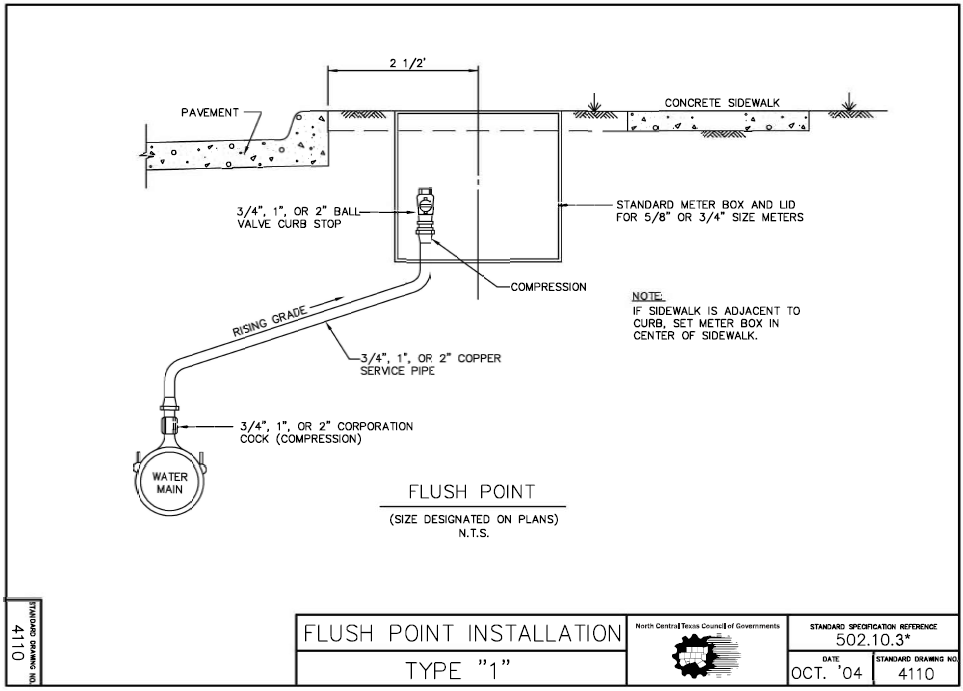 2 1/2'
PAVEMENT
CONCRETE SIDEWALK
3/4", 1", OR 2" BALL
VALVE CURB STOP
STANDARD METER BOX AND LID
FOR 5/8" OR 3/4" SIZE METERS
COMPRESSION
NOTE:
IF SIDEWALK IS ADJACENT TO
CURB, SET METER BOX IN
CENTER OF SIDEWALK.
RISING GRADE
3/4", 1", OR 2" COPPER
SERVICE PIPE
3/4", 1", OR 2" CORPORATION
COCK (COMPRESSION)
WATER
MAIN
FLUSH POINT
(SIZE DESIGNATED ON PLANS)
N.T.S.
STANDARD DRAWING NO.
4110
FLUSH POINT INSTALLATION
TYPE "1"
North Central Texas Council of Governments
STANDARD SPECIFICATION REFERENCE
502.10.3*
DATE
OCT. '04
STANDARD DRAWING NO.
4110